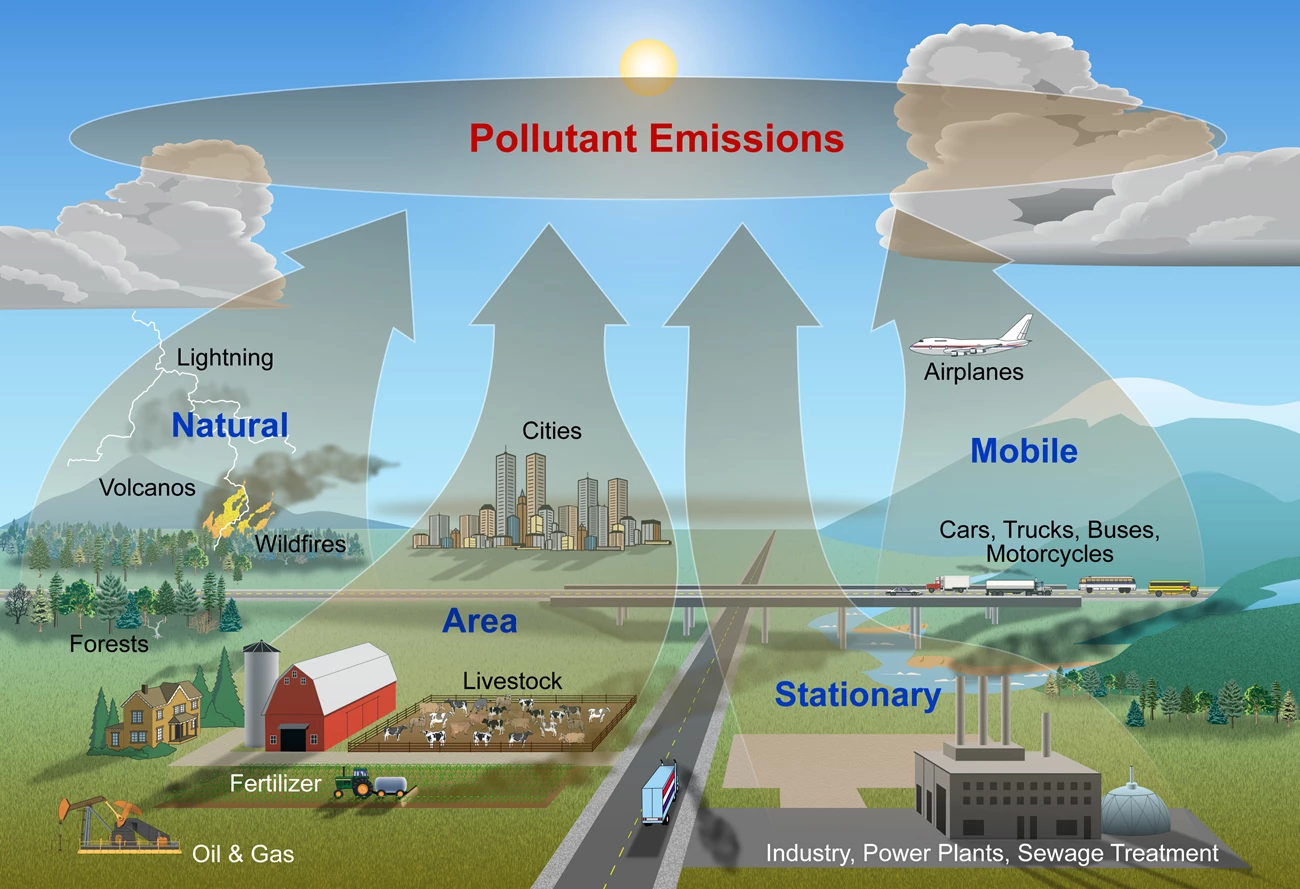 Pollutant Emissions
Lightning
Natural
Volcanos
Wildfires
Forests
Cities
Area
Livestock
Fertilizer
Oil & Gas
Airplanes
Mobile
Cars, Trucks, Buses,
Motorcycles
Stationary
Industry, Power Plants, Sewage Treatment